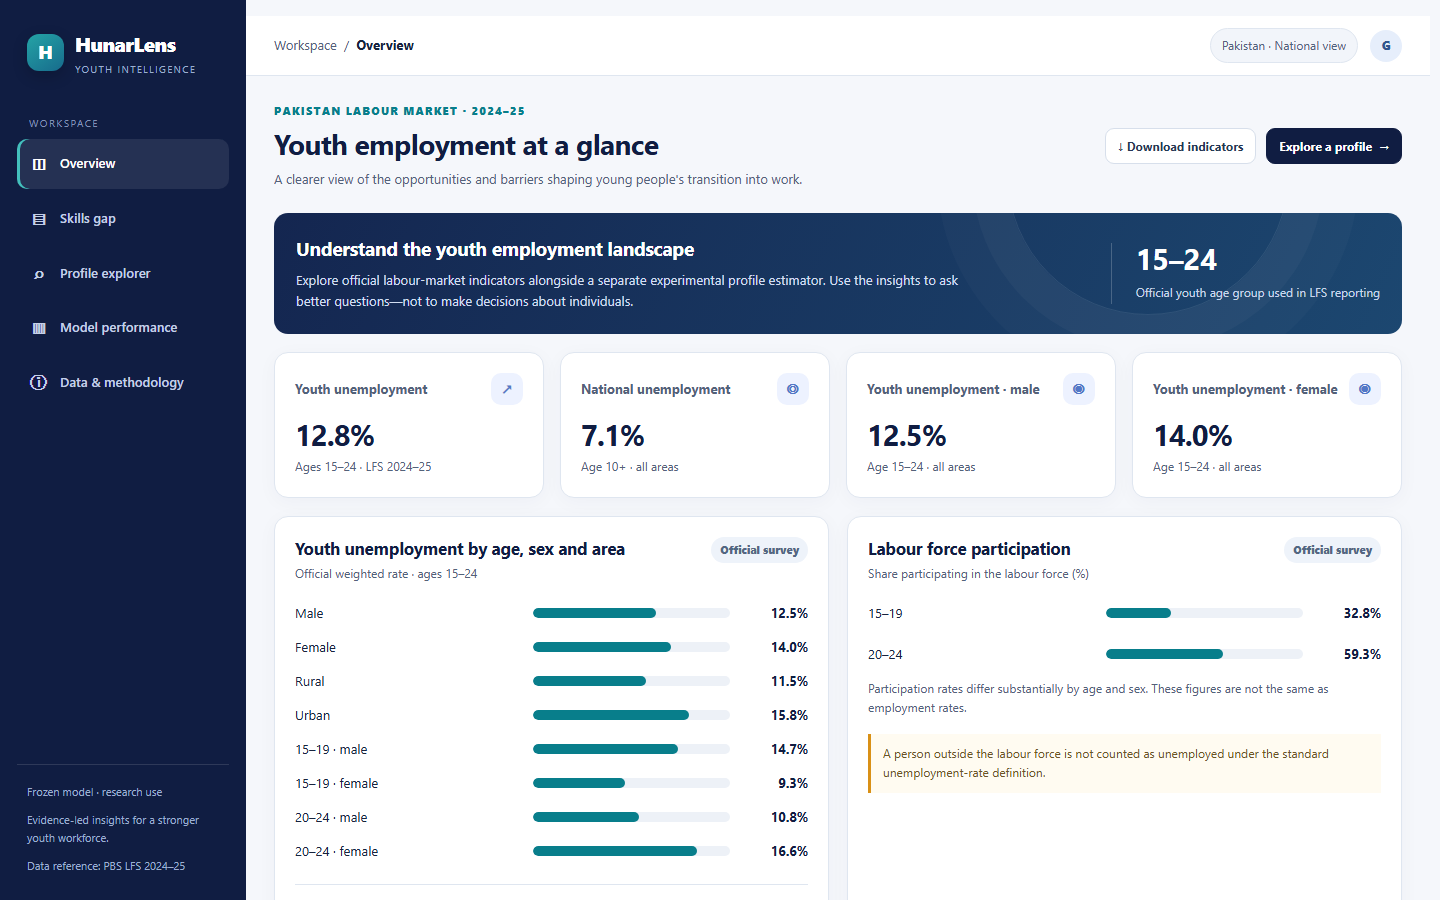 H
HunarLens
YOUTH INTELLIGENCE
WORKSPACE
Overview
Skills gap
Profile explorer
Model performance
Data & methodology
Frozen model · research use
Evidence-led insights for a stronger
youth workforce.
Data reference: PBS LFS 2024–25
Workspace / Overview
Pakistan · National view
G
PAKISTAN LABOUR MARKET · 2024–25
Youth employment at a glance
A clearer view of the opportunities and barriers shaping young people's transition into work.
↓ Download indicators
Explore a profile →
Understand the youth employment landscape
Explore official labour-market indicators alongside a separate experimental profile estimator. Use the insights to ask
better questions—not to make decisions about individuals.
15–24
Official youth age group used in LFS reporting
Youth unemployment
12.8%
Ages 15–24 · LFS 2024–25
National unemployment
7.1%
Age 10+ · all areas
Youth unemployment · male
12.5%
Age 15–24 · all areas
Youth unemployment · female
14.0%
Age 15–24 · all areas
Youth unemployment by age, sex and area
Official survey
Official weighted rate · ages 15–24
Male 12.5%
Female 14.0%
Rural 11.5%
Urban 15.8%
15–19 · male 14.7%
15–19 · female 9.3%
20–24 · male 10.8%
20–24 · female 16.6%
Labour force participation
Official survey
Share participating in the labour force (%)
15–19 32.8%
20–24 59.3%
Participation rates differ substantially by age and sex. These figures are not the same as
employment rates.
A person outside the labour force is not counted as unemployed under the standard
unemployment-rate definition.